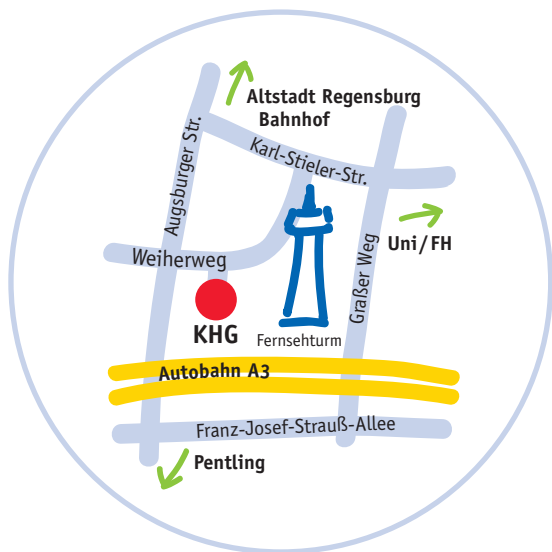 Altstadt Regensburg
Bahnhof
Karl-Stieler-Str.
Augsburger Str.
Uni/FH
Weiherweg
Graßer Weg
KHG
Fernsehturm
Autobahn A3
Franz-Josef-Strauß-Allee
Pentling